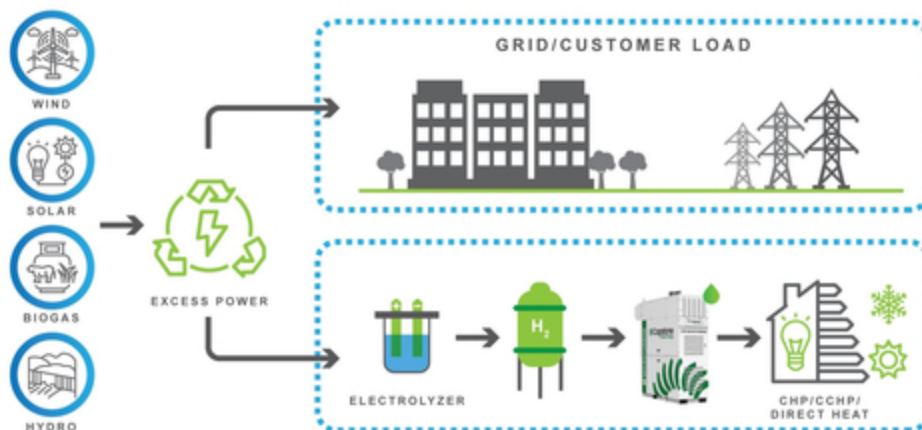 WIND
SOLAR
BIOGAS
HYDRO
EXCESS POWER
GRID/CUSTOMER LOAD
ELECTROLYZER
H₂
CHP/CCHP/
DIRECT HEAT